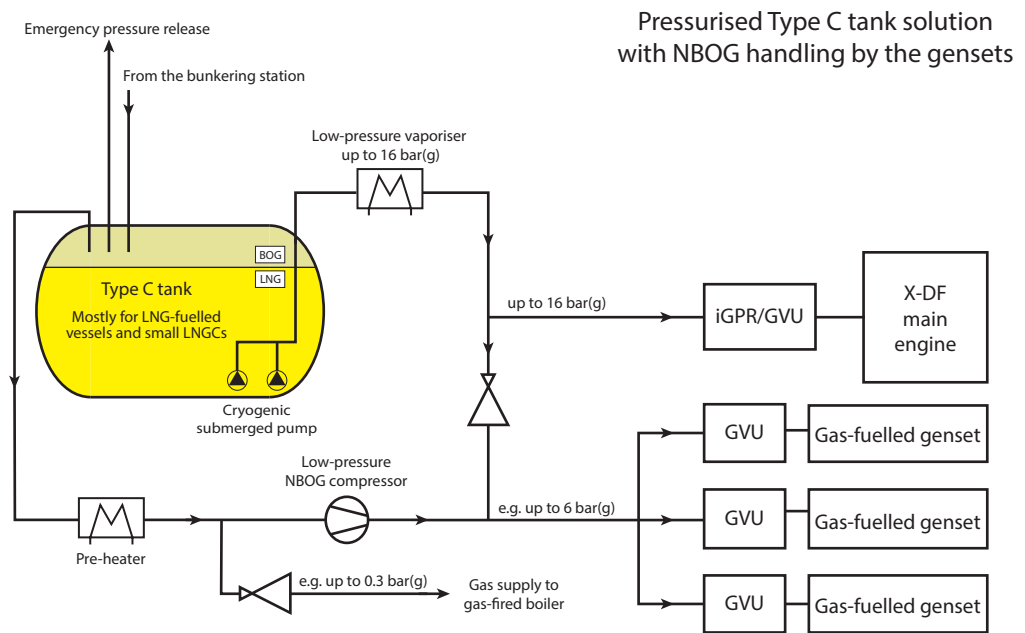 Pressurised Type C tank solution
with NBOG handling by the gensets
Emergency pressure release
From the bunkering station
Low-pressure vaporiser
up to 16 bar(g)
BOG
LNG
Type C tank
Mostly for LNG-fuelled
vessels and small LNGCs
Cryogenic
submerged pump
up to 16 bar(g)
iGPR/GVU
X-DF
main
engine
GVU
Gas-fuelled genset
Low-pressure
NBOG compressor
e.g. up to 6 bar(g)
GVU
Gas-fuelled genset
Pre-heater
e.g. up to 0.3 bar(g)
Gas supply to
gas-fired boiler
GVU
Gas-fuelled genset